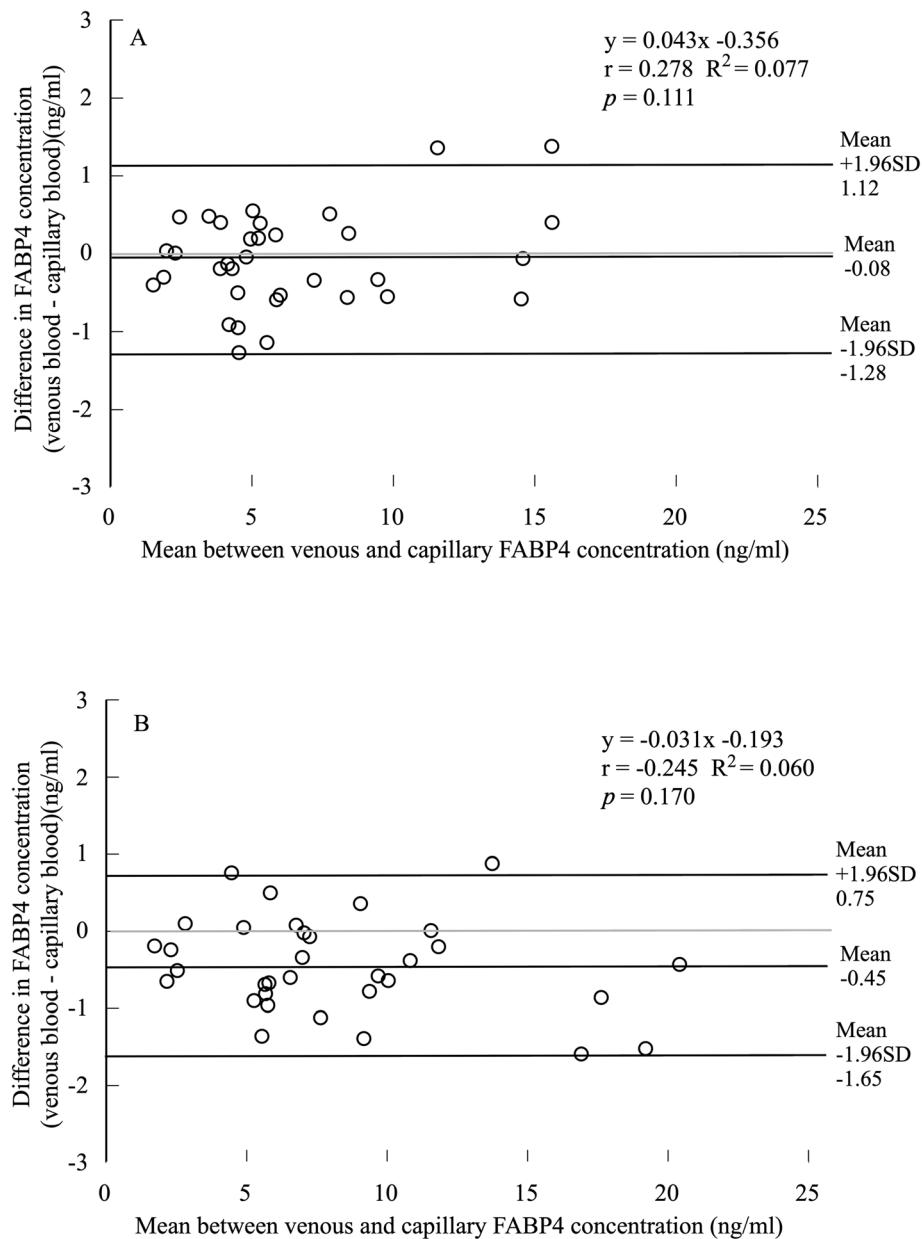 A
y = 0.043x -0.356
r = 0.278 R² = 0.077
p = 0.111
3
2
1
0
-1
-2
-3
Difference in FABP4 concentration
(venous blood - capillary blood)(ng/ml)
Mean
+1.96SD
1.12
Mean
-0.08
Mean
-1.96SD
-1.28
0 5 10 15 20 25
Mean between venous and capillary FABP4 concentration (ng/ml)
B
y = -0.031x -0.193
r = -0.245 R² = 0.060
p = 0.170
3
2
1
0
-1
-2
-3
Difference in FABP4 concentration
(venous blood - capillary blood)(ng/ml)
Mean
+1.96SD
0.75
Mean
-0.45
Mean
-1.96SD
-1.65
0 5 10 15 20 25
Mean between venous and capillary FABP4 concentration (ng/ml)